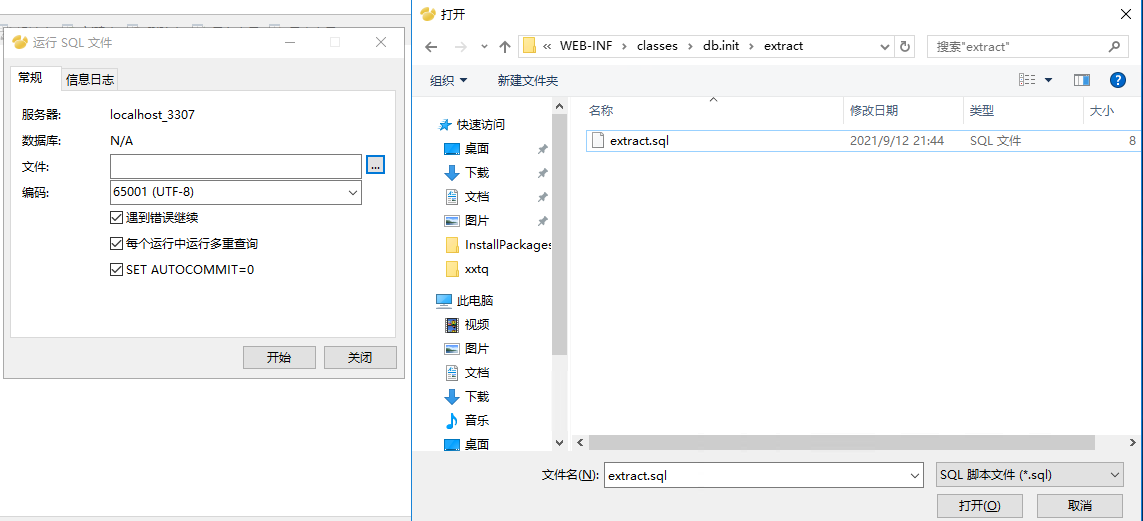 运行 SQL 文件
常规
信息日志
服务器:
localhost_3307
数据库:
N/A
文件:
...
编码:
65001 (UTF-8)
遇到错误继续
每个运行中运行多重查询
SET AUTOCOMMIT=0
开始
关闭
打开
« WEB-INF › classes › db.init › extract
搜索"extract"
组织
新建文件夹
?
名称
修改日期
类型
大小
extract.sql
2021/9/12 21:44
SQL 文件
8
快速访问
桌面
下载
文档
图片
InstallPackages
xxtq
此电脑
视频
图片
文档
下载
音乐
桌面
文件名(N):
extract.sql
SQL 脚本文件 (*.sql)
打开(O)
取消